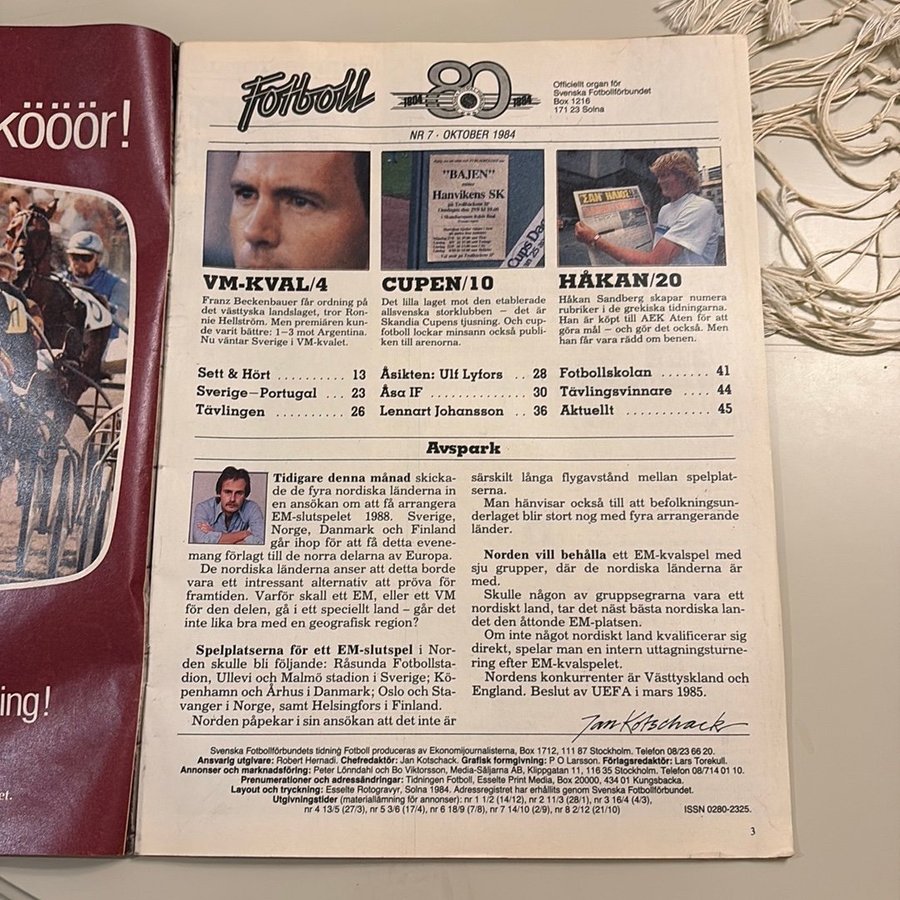 kööör!
ing!
et.
Fotboll
80
1904 1984
Officiellt organ för
Svenska Fotbollförbundet
Box 1216
171 23 Solna
NR 7 · OKTOBER 1984
"BAJEN"
möter
Hanvikens SK
på Trollbäckens IP
Cups Da
"ΣΑΝ" ΧΑΝΣ!
VM-KVAL/4
Franz Beckenbauer får ordning på
det västtyska landslaget, tror Ron-
nie Hellström. Men premiären kun-
de varit bättre: 1–3 mot Argentina.
Nu väntar Sverige i VM-kvalet.
CUPEN/10
Det lilla laget mot den etablerade
allsvenska storklubben – det är
Skandia Cupens tjusning. Och cup-
fotboll lockar minsann också publi-
ken till arenorna.
HÅKAN/20
Håkan Sandberg skapar numera
rubriker i de grekiska tidningarna.
Han är köpt till AEK Aten för att
göra mål – och gör det också. Men
han får vara rädd om benen.
Sett & Hört .......... 13
Sverige–Portugal ... 23
Tävlingen .......... 26
Åsikten: Ulf Lyfors .. 28
Åsa IF ............. 30
Lennart Johansson .. 36
Fotbollskolan ....... 41
Tävlingsvinnare .... 44
Aktuellt ........... 45
Avspark
Tidigare denna månad skicka-
de de fyra nordiska länderna in
en ansökan om att få arrangera
EM-slutspelet 1988. Sverige,
Norge, Danmark och Finland
går ihop för att få detta evene-
mang förlagt till de norra delarna av Europa.
De nordiska länderna anser att detta borde
vara ett intressant alternativ att pröva för
framtiden. Varför skall ett EM, eller ett VM
för den delen, gå i ett speciellt land – går det
inte lika bra med en geografisk region?
Spelplatserna för ett EM-slutspel i Nor-
den skulle bli följande: Råsunda Fotbollsta-
dion, Ullevi och Malmö stadion i Sverige; Kö-
penhamn och Århus i Danmark; Oslo och Sta-
vanger i Norge, samt Helsingfors i Finland.
Norden påpekar i sin ansökan att det inte är
särskilt långa flygavstånd mellan spelplat-
serna.
Man hänvisar också till att befolkningsun-
derlaget blir stort nog med fyra arrangerande
länder.
Norden vill behålla ett EM-kvalspel med
sju grupper, där de nordiska länderna är
med.
Skulle någon av gruppsegrarna vara ett
nordiskt land, tar det näst bästa nordiska lan-
det den åttonde EM-platsen.
Om inte något nordiskt land kvalificerar sig
direkt, spelar man en intern uttagningsturne-
ring efter EM-kvalspelet.
Nordens konkurrenter är Västtyskland och
England. Beslut av UEFA i mars 1985.
Jan Kotschack
Svenska Fotbollförbundets tidning Fotboll produceras av Ekonomijournalisterna, Box 1712, 111 87 Stockholm. Telefon 08/23 66 20.
Ansvarig utgivare: Robert Hernadi. Chefredaktör: Jan Kotschack. Grafisk formgivning: P O Larsson. Förlagsredaktör: Lars Torekull.
Annonser och marknadsföring: Peter Lönndahl och Bo Viktorsson, Media-Säljarna AB, Klippgatan 11, 116 35 Stockholm. Telefon 08/714 01 10.
Prenumerations och adressändringar: Tidningen Fotboll, Esselte Print Media, Box 20000, 434 01 Kungsbacka.
Layout och tryckning: Esselte Rotogravyr, Solna 1984. Adressregistret har erhållits genom Svenska Fotbollförbundet.
Utgivningstider (materiallämning för annonser): nr 1 1/2 (14/12), nr 2 11/3 (28/1), nr 3 16/4 (4/3),
nr 4 13/5 (27/3), nr 5 3/6 (17/4), nr 6 18/9 (7/8), nr 7 14/10 (2/9), nr 8 2/12 (21/10)
ISSN 0280-2325.
3